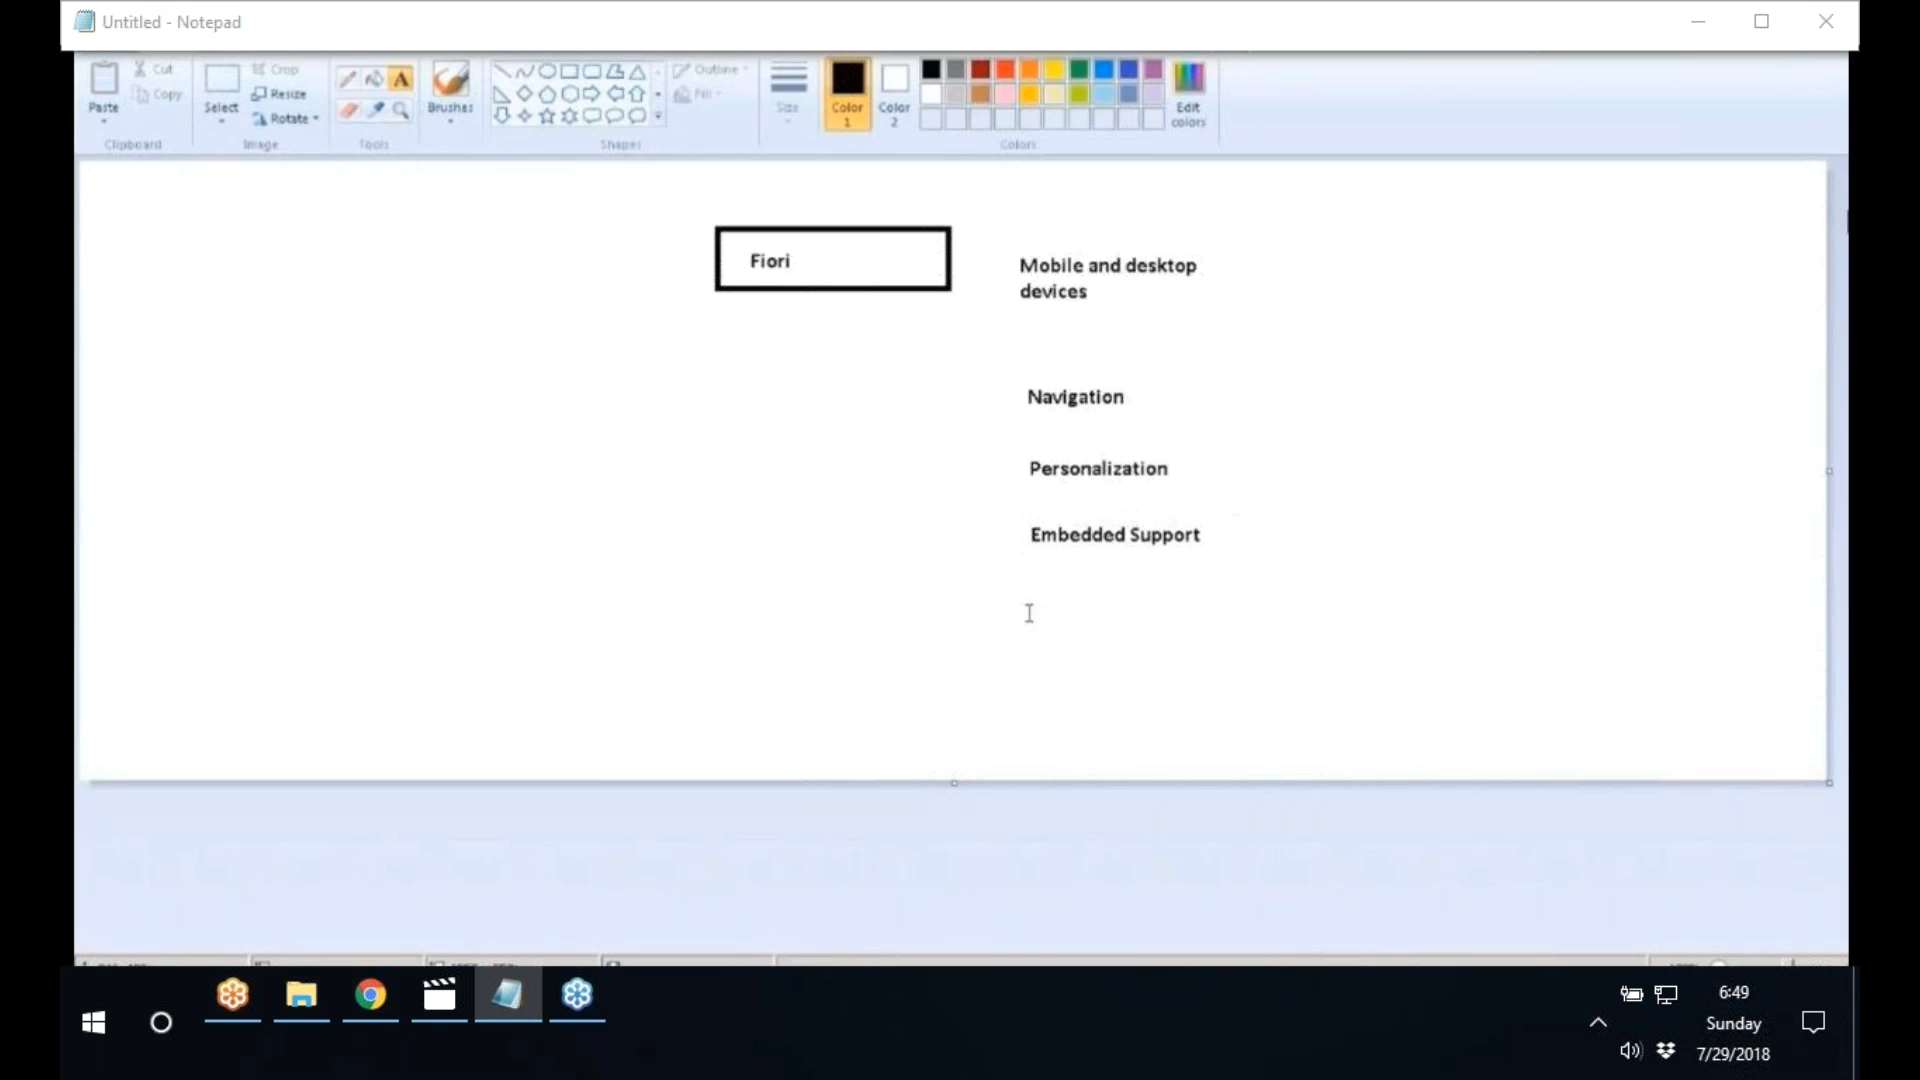 Untitled - Notepad
Paste
Cut
Copy
Clipboard
Select
Crop
Resize
Rotate
Image
A
Tools
Brushes
Outline
Fill
Shapes
Size
Color 1
Color 2
Edit colors
Colors
Fiori
Mobile and desktop
devices
Navigation
Personalization
Embedded Support
6:49
Sunday
7/29/2018